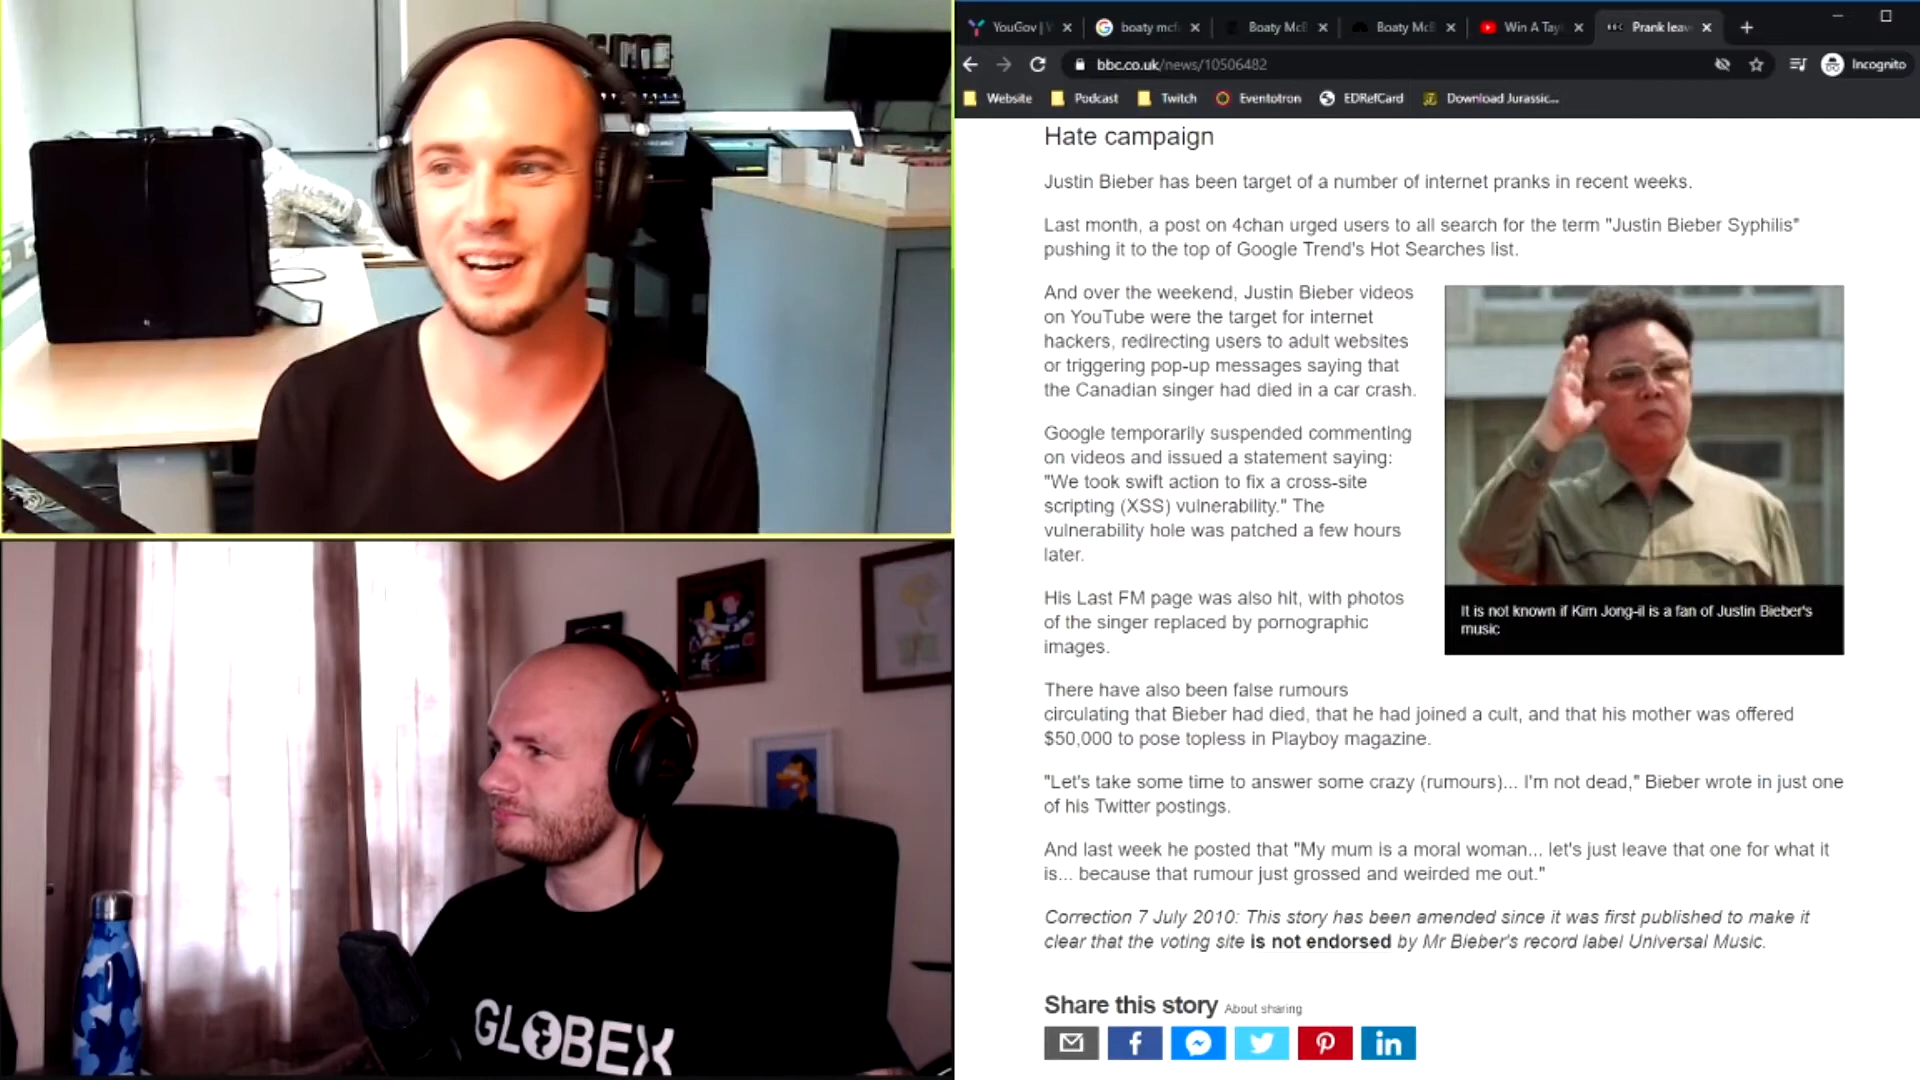 YouGov |
boaty mcf
Boaty McB
Boaty McB
Win A Tay
BBC
Prank leav
bbc.co.uk/news/10506482
Incognito
Website
Podcast
Twitch
Eventotron
EDRefCard
Download Jurassic...
Hate campaign
Justin Bieber has been target of a number of internet pranks in recent weeks.
Last month, a post on 4chan urged users to all search for the term "Justin Bieber Syphilis"
pushing it to the top of Google Trend's Hot Searches list.
And over the weekend, Justin Bieber videos
on YouTube were the target for internet
hackers, redirecting users to adult websites
or triggering pop-up messages saying that
the Canadian singer had died in a car crash.
Google temporarily suspended commenting
on videos and issued a statement saying:
"We took swift action to fix a cross-site
scripting (XSS) vulnerability." The
vulnerability hole was patched a few hours
later.
His Last FM page was also hit, with photos
of the singer replaced by pornographic
images.
It is not known if Kim Jong-il is a fan of Justin Bieber's
music
There have also been false rumours
circulating that Bieber had died, that he had joined a cult, and that his mother was offered
$50,000 to pose topless in Playboy magazine.
"Let's take some time to answer some crazy (rumours)... I'm not dead," Bieber wrote in just one
of his Twitter postings.
And last week he posted that "My mum is a moral woman... let's just leave that one for what it
is... because that rumour just grossed and weirded me out."
Correction 7 July 2010: This story has been amended since it was first published to make it
clear that the voting site is not endorsed by Mr Bieber's record label Universal Music.
Share this story About sharing
GLOBEX